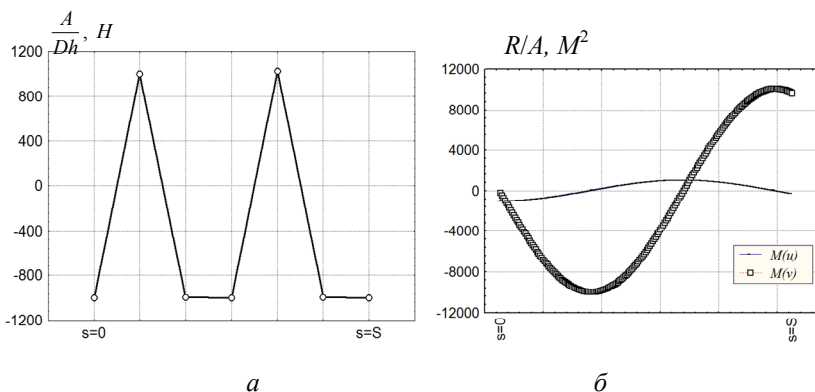 A/Dh, H
1200
800
400
0
-400
-800
-1200
s=0
s=S
а
R/A, M²
12000
8000
4000
0
-4000
-8000
-12000
s=0
s=S
M(u)
M(v)
б